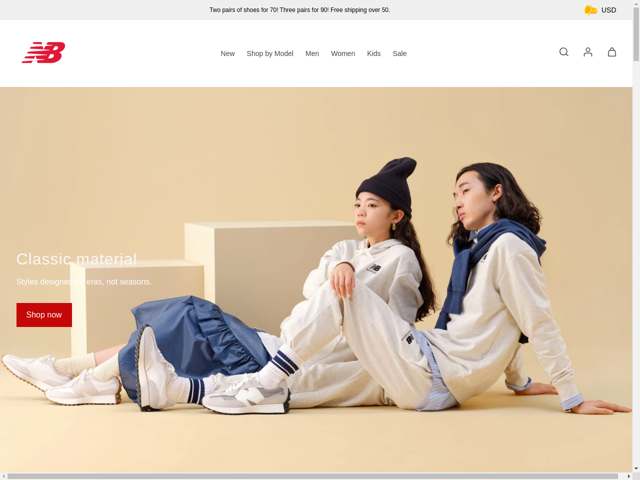 Two pairs of shoes for 70! Three pairs for 90! Free shipping over 50.
USD
NB
New
Shop by Model
Men
Women
Kids
Sale
Classic material
Styles designed eras, not seasons.
Shop now